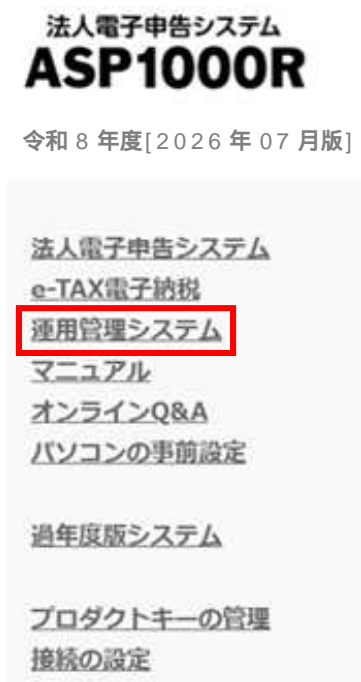 法人電子申告システム
ASP1000R
令和 8 年度[2026 年 07 月版]
法人電子申告システム
e-TAX電子納税
運用管理システム
マニュアル
オンラインQ&A
パソコンの事前設定
過年度版システム
プロダクトキーの管理
接続の設定